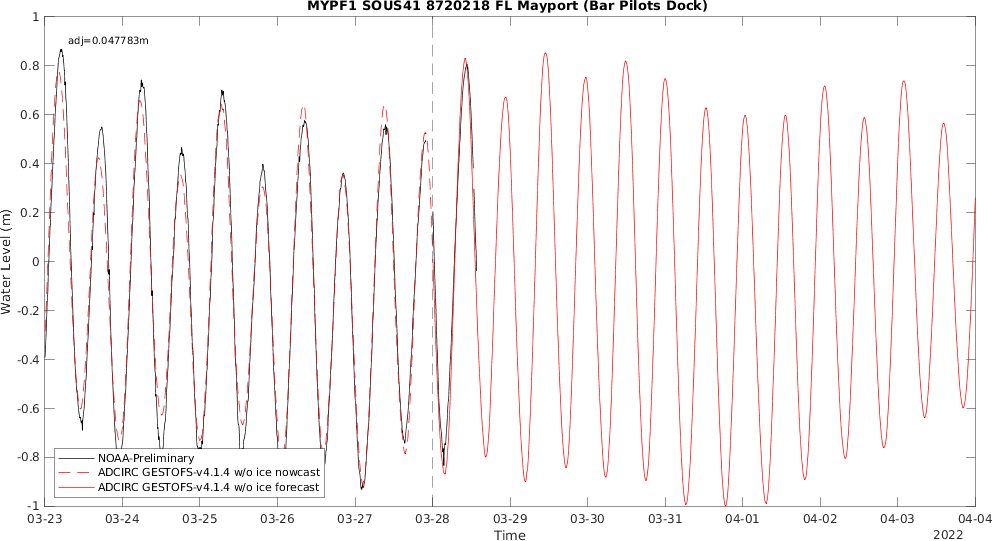 MYPF1 SOUS41 8720218 FL Mayport (Bar Pilots Dock)
adj=0.047783m
1
0.8
0.6
0.4
0.2
0
-0.2
-0.4
-0.6
-0.8
-1
Water Level (m)
NOAA-Preliminary
ADCIRC GESTOFS-v4.1.4 w/o ice nowcast
ADCIRC GESTOFS-v4.1.4 w/o ice forecast
03-23 03-24 03-25 03-26 03-27 03-28 03-29 03-30 03-31 04-01 04-02 04-03 04-04
Time
2022